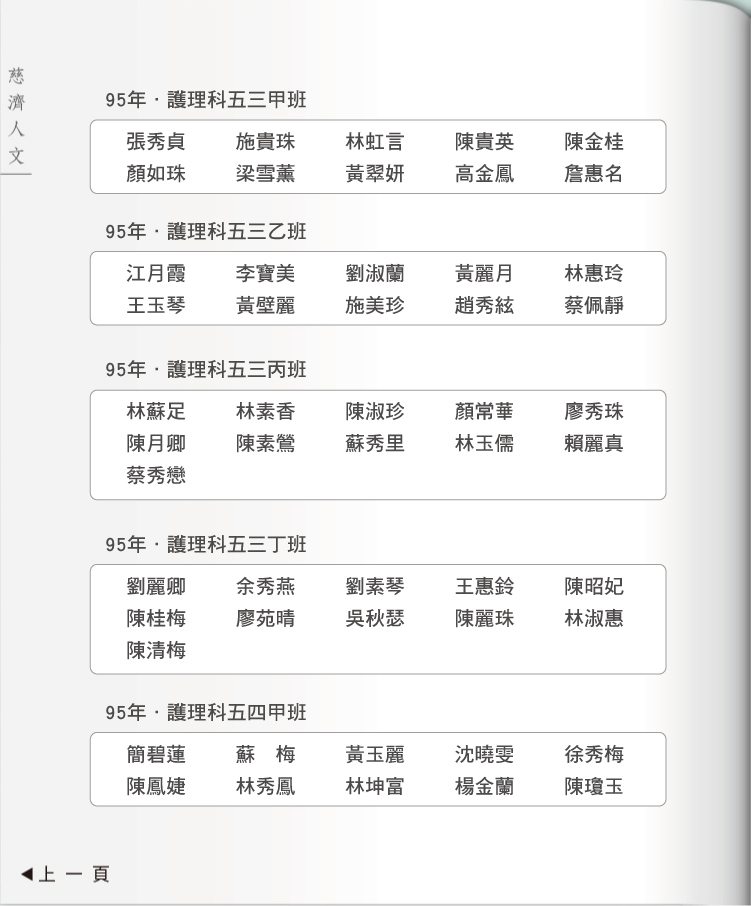 慈濟人文
95年・護理科五三甲班
張秀貞 施貴珠 林虹言 陳貴英 陳金桂
顏如珠 梁雪薰 黃翠妍 高金鳳 詹惠名
95年・護理科五三乙班
江月霞 李寶美 劉淑蘭 黃麗月 林惠玲
王玉琴 黃壁麗 施美珍 趙秀絃 蔡佩靜
95年・護理科五三丙班
林蘇足 林素香 陳淑珍 顏常華 廖秀珠
陳月卿 陳素鶯 蘇秀里 林玉儒 賴麗真
蔡秀戀
95年・護理科五三丁班
劉麗卿 余秀燕 劉素琴 王惠鈴 陳昭妃
陳桂梅 廖苑晴 吳秋瑟 陳麗珠 林淑惠
陳清梅
95年・護理科五四甲班
簡碧蓮 蘇　梅 黃玉麗 沈曉雯 徐秀梅
陳鳳婕 林秀鳳 林坤富 楊金蘭 陳瓊玉
◀上一頁